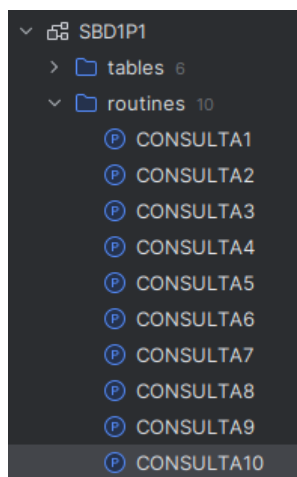 SBD1P1
tables 6
routines 10
P CONSULTA1
P CONSULTA2
P CONSULTA3
P CONSULTA4
P CONSULTA5
P CONSULTA6
P CONSULTA7
P CONSULTA8
P CONSULTA9
P CONSULTA10